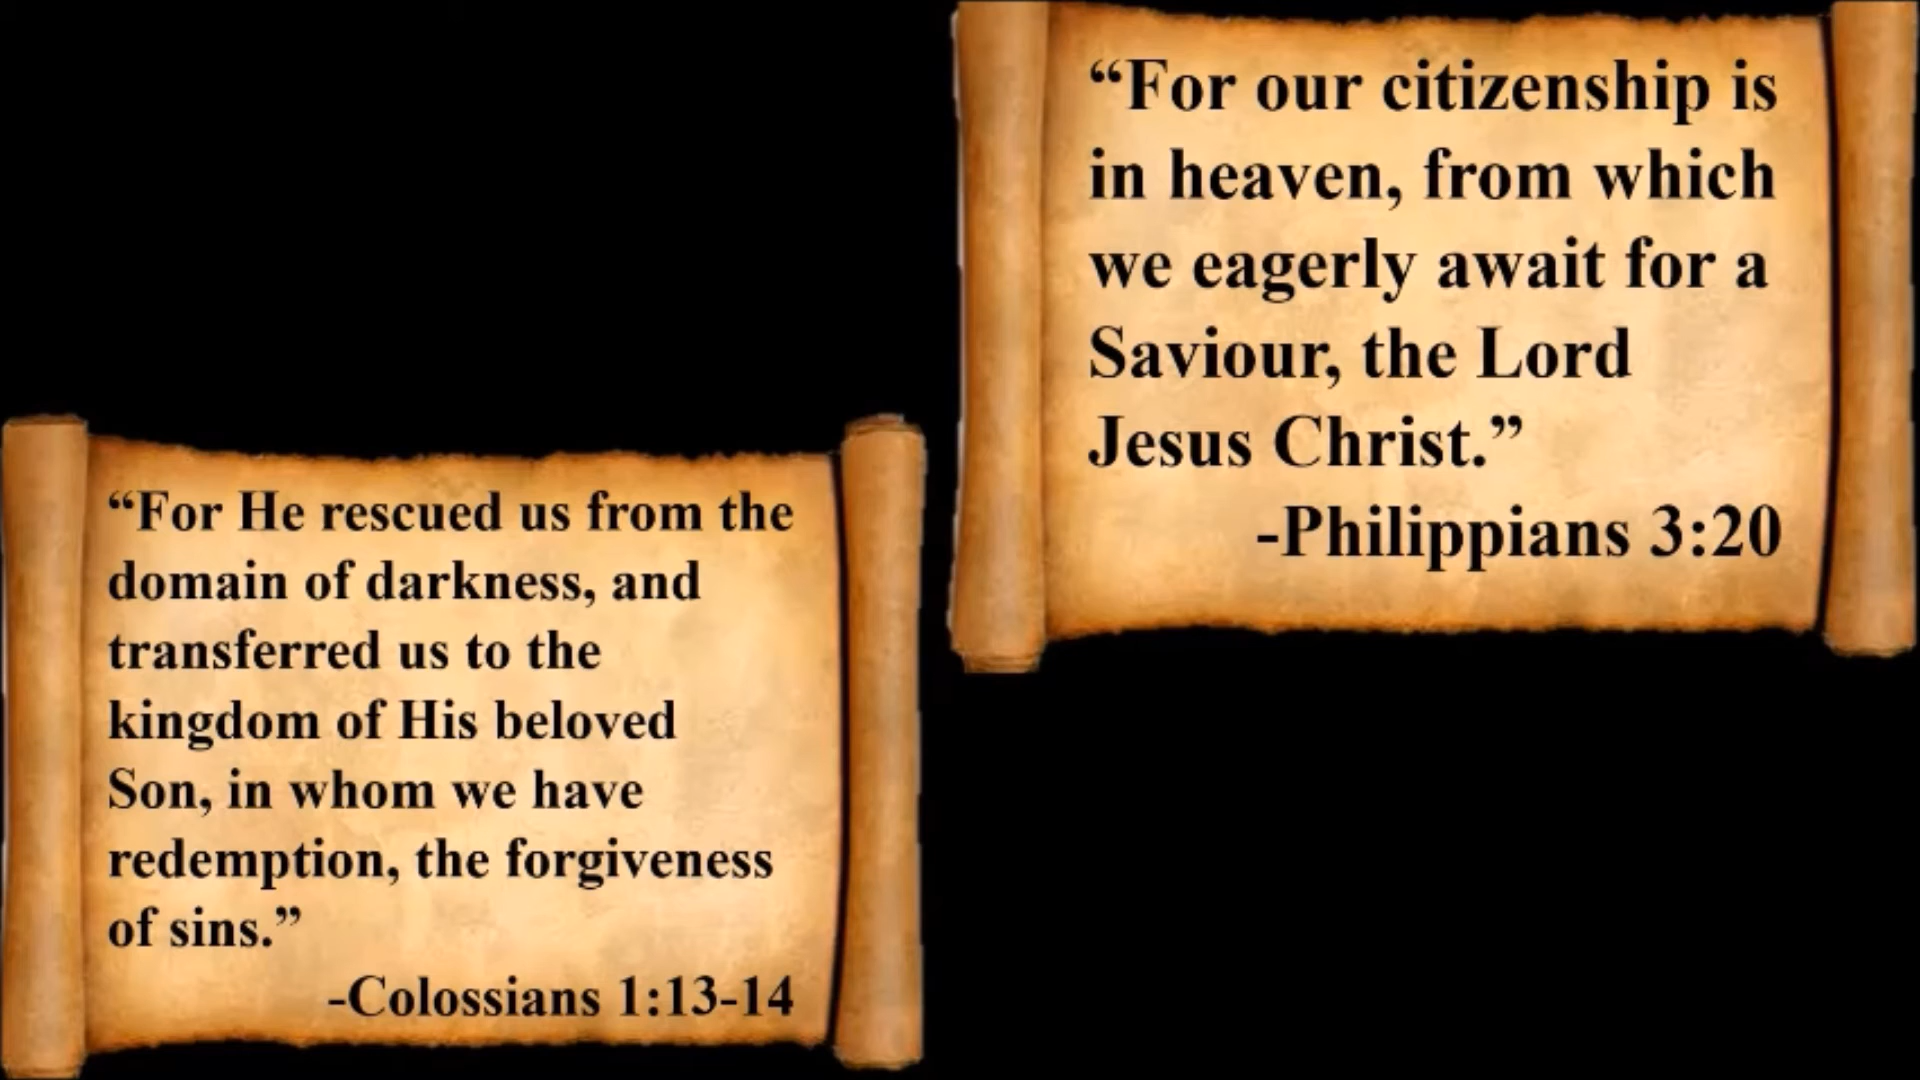 “For our citizenship is
in heaven, from which
we eagerly await for a
Saviour, the Lord
Jesus Christ.”
-Philippians 3:20
“For He rescued us from the
domain of darkness, and
transferred us to the
kingdom of His beloved
Son, in whom we have
redemption, the forgiveness
of sins.”
-Colossians 1:13-14